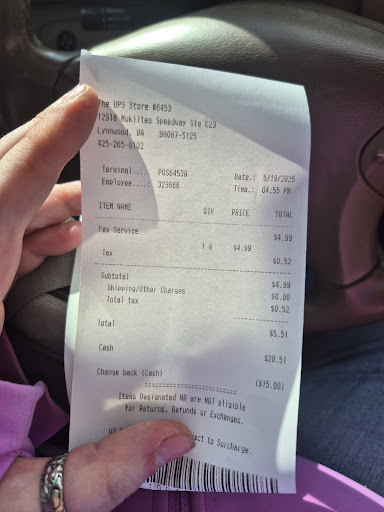 The UPS Store #6453
12918 Mukilteo Speedway Ste C23
Lynnwood, WA 98087-5125
425-265-0102
Terminal....: POS6453A Date.: 5/18/2025
Employee....: 323686 Time.: 04:55 PM
ITEM NAME QTY PRICE TOTAL
Fax Service $4.99
1 @ $4.99
Tax $0.52
Subtotal $4.99
Shipping/Other Charges $0.00
Total tax $0.52
Total $5.51
Cash $20.51
Change back (Cash) ($15.00)
Items Designated NR are NOT eligible
for Returns, Refunds or Exchanges.
US ect to Surcharge.